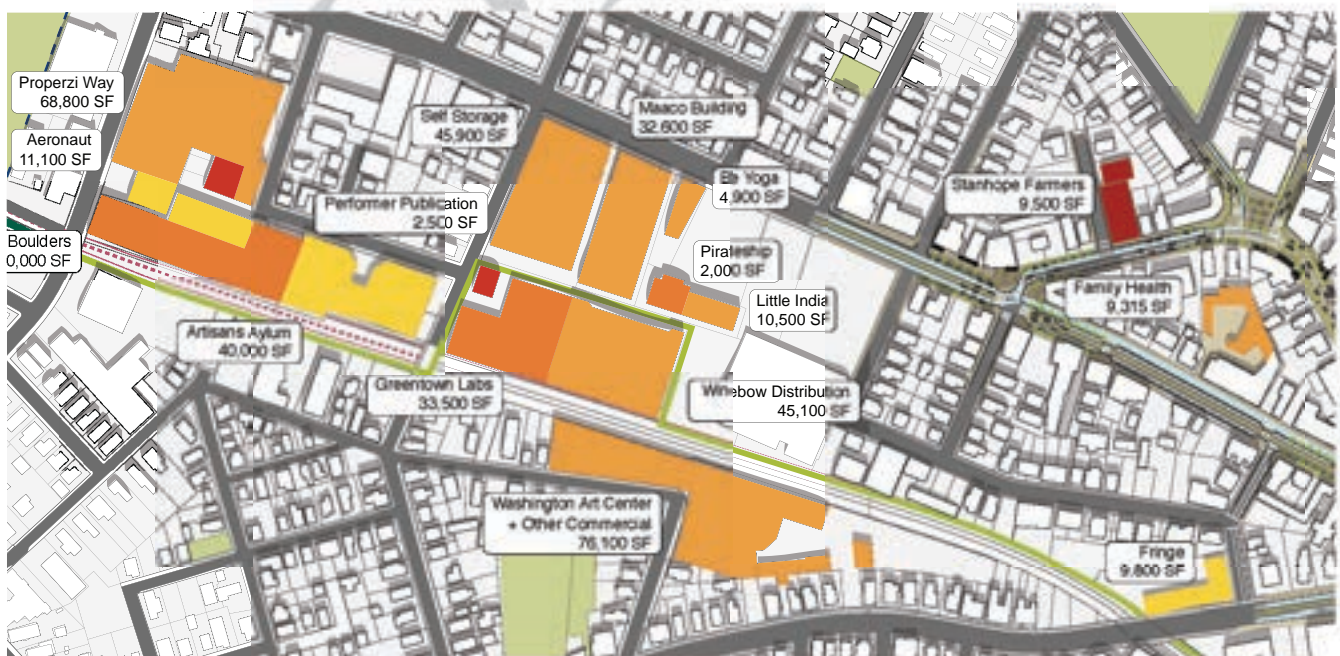 Properzi Way
68,800 SF
Aeronaut
11,100 SF
Boulders
0,000 SF
Self Storage
45,900 SF
Maaco Building
32,600 SF
Performer Publication
2,500 SF
Yoga
4,900 SF
Stanhope Farmers
9,500 SF
Pirateship
2,000 SF
Little India
10,500 SF
Family Health
9,315 SF
Artisans Aylum
40,000 SF
Greentown Labs
33,500 SF
Winebow Distribution
45,100 SF
Washington Art Center
+ Other Commercial
76,100 SF
Fringe
9,800 SF